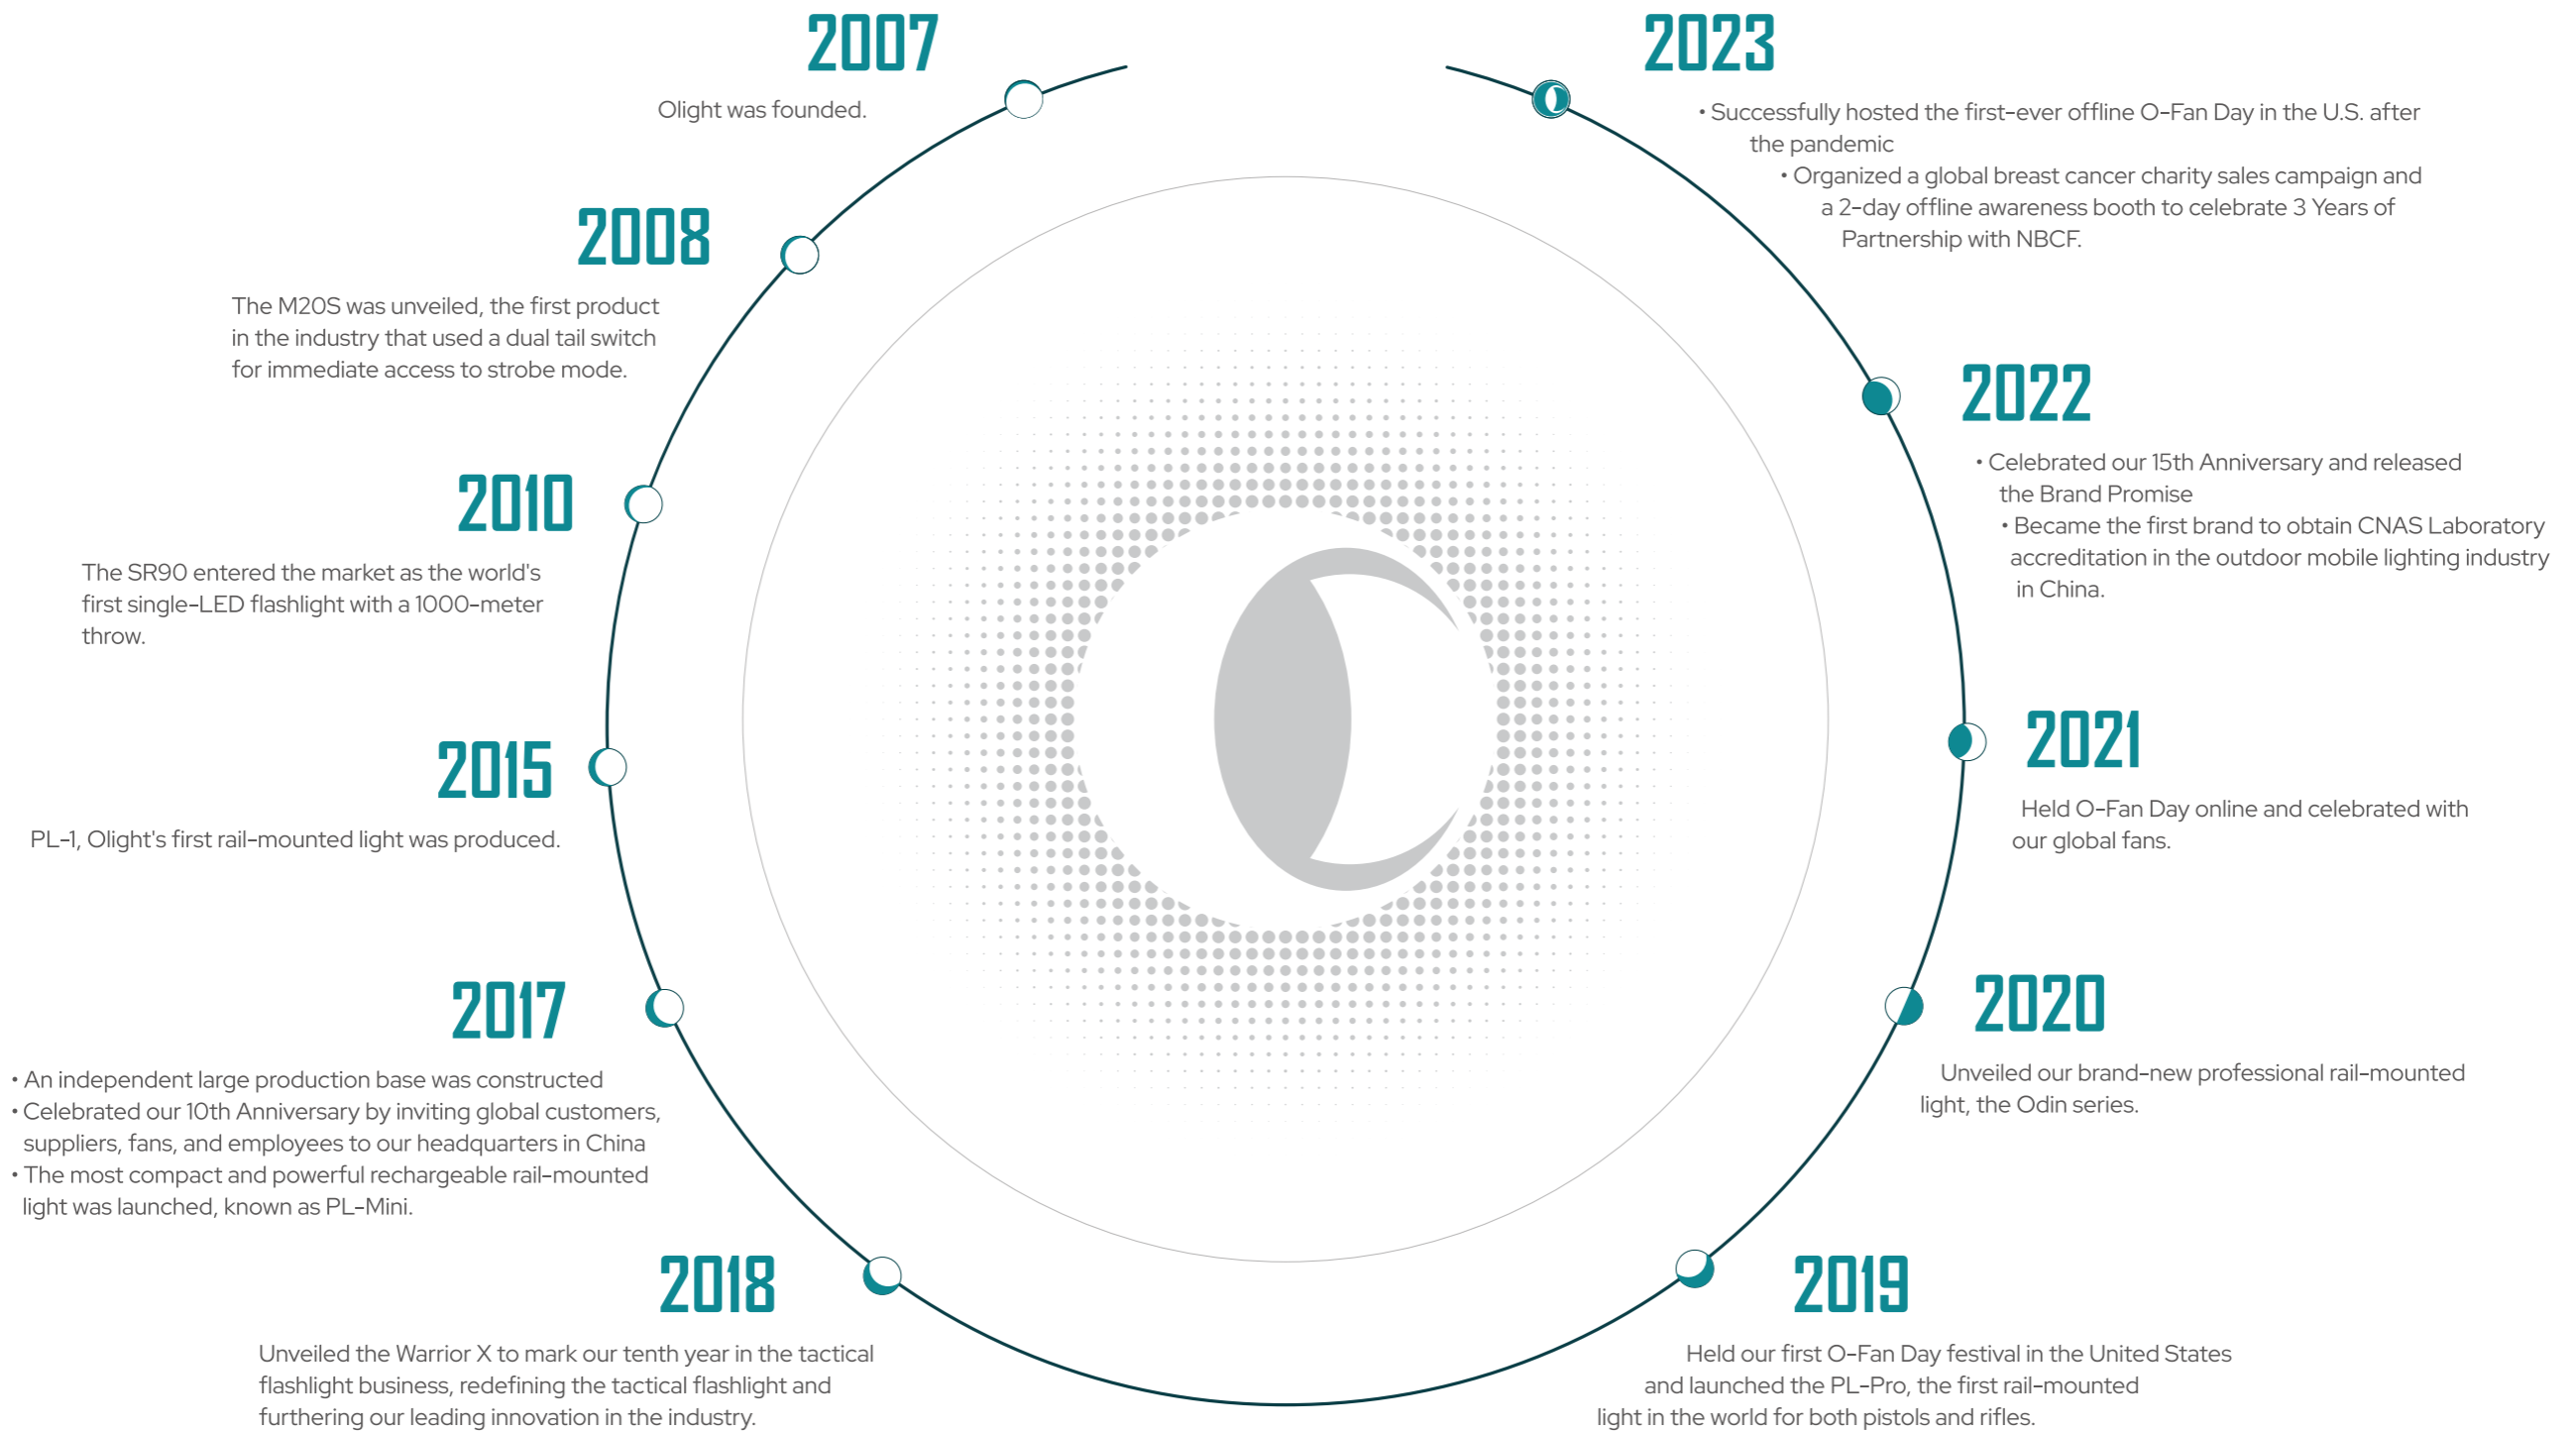 2007
Olight was founded.
2008
The M20S was unveiled, the first product
in the industry that used a dual tail switch
for immediate access to strobe mode.
2010
The SR90 entered the market as the world's
first single-LED flashlight with a 1000-meter
throw.
2015
PL-1, Olight's first rail-mounted light was produced.
2017
• An independent large production base was constructed
• Celebrated our 10th Anniversary by inviting global customers,
suppliers, fans, and employees to our headquarters in China
• The most compact and powerful rechargeable rail-mounted
light was launched, known as PL-Mini.
2018
Unveiled the Warrior X to mark our tenth year in the tactical
flashlight business, redefining the tactical flashlight and
furthering our leading innovation in the industry.
2019
Held our first O-Fan Day festival in the United States
and launched the PL-Pro, the first rail-mounted
light in the world for both pistols and rifles.
2020
Unveiled our brand-new professional rail-mounted
light, the Odin series.
2021
Held O-Fan Day online and celebrated with
our global fans.
2022
• Celebrated our 15th Anniversary and released
the Brand Promise
• Became the first brand to obtain CNAS Laboratory
accreditation in the outdoor mobile lighting industry
in China.
2023
• Successfully hosted the first-ever offline O-Fan Day in the U.S. after
the pandemic
• Organized a global breast cancer charity sales campaign and
a 2-day offline awareness booth to celebrate 3 Years of
Partnership with NBCF.